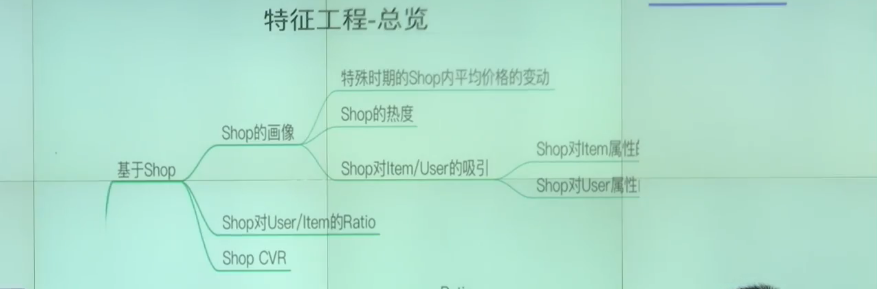 特征工程-总览
特殊时期的Shop内平均价格的变动
Shop的热度
Shop的画像
Shop对Item属性
基于Shop
Shop对Item/User的吸引
Shop对User属性
Shop对User/Item的Ratio
Shop CVR